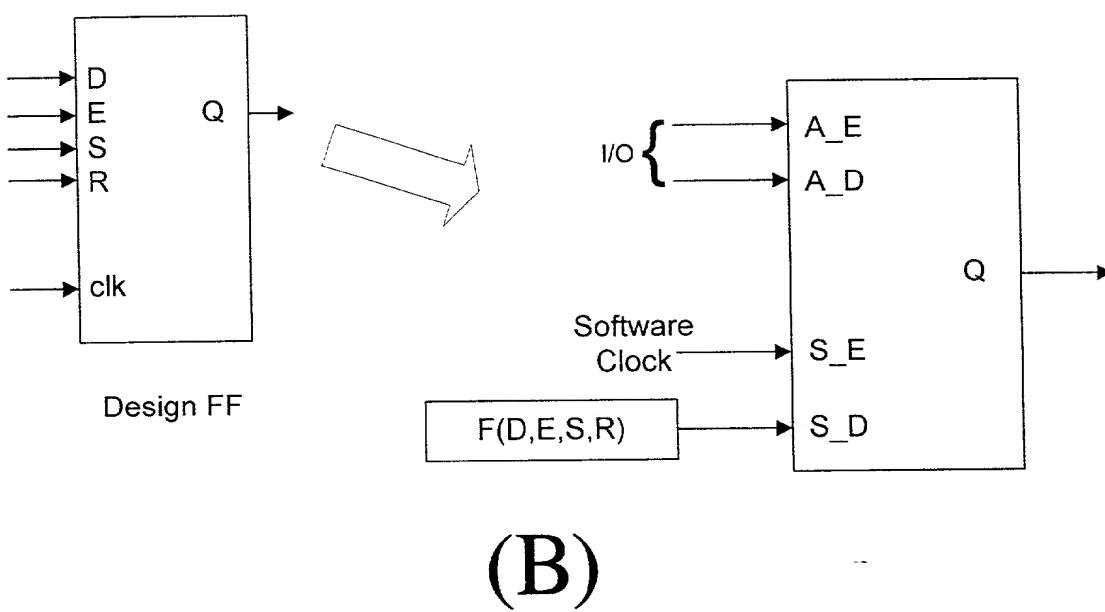 D
E
S
R
Q
clk
Design FF
I/O {
A_E
A_D
Q
Software
Clock
S_E
F(D,E,S,R)
S_D
(B)